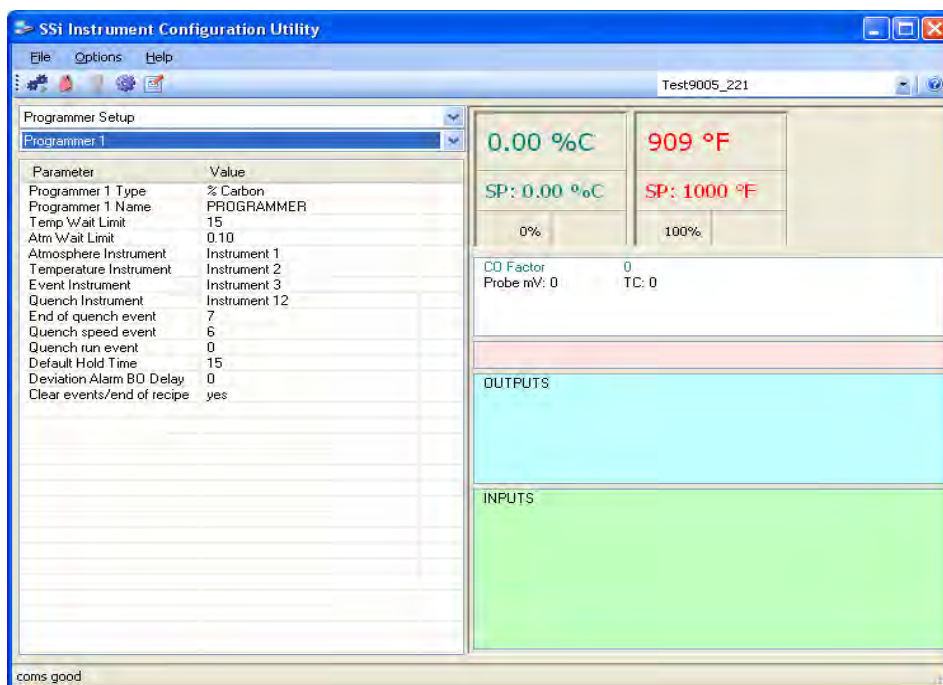 SSi Instrument Configuration Utility
File Options Help
Test9005_221
Programmer Setup
Programmer 1
Parameter Value
Programmer 1 Type % Carbon
Programmer 1 Name PROGRAMMER
Temp Wait Limit 15
Atm Wait Limit 0.10
Atmosphere Instrument Instrument 1
Temperature Instrument Instrument 2
Event Instrument Instrument 3
Quench Instrument Instrument 12
End of quench event 7
Quench speed event 6
Quench run event 0
Default Hold Time 15
Deviation Alarm BO Delay 0
Clear events/end of recipe yes
0.00 %C 909 °F
SP: 0.00 %C SP: 1000 °F
0% 100%
CO Factor 0
Probe mV: 0 TC: 0
OUTPUTS
INPUTS
coms good